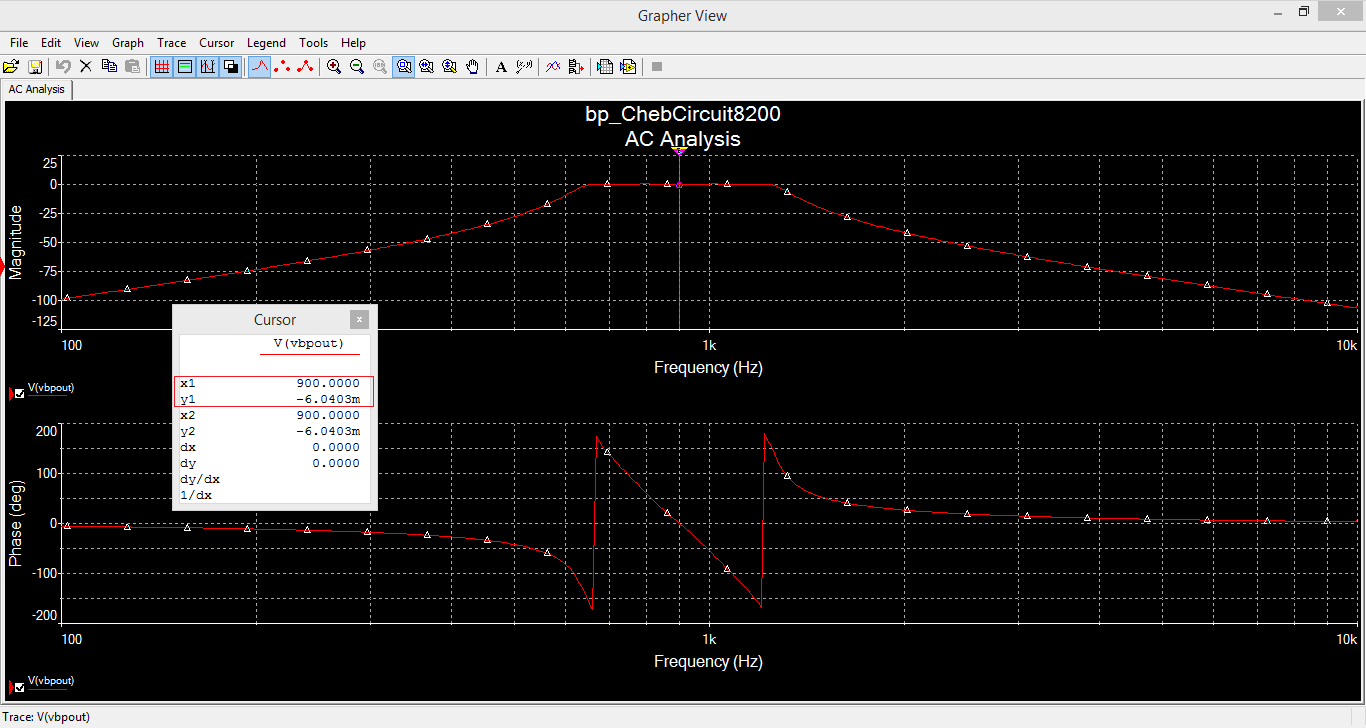 Grapher View
File Edit View Graph Trace Cursor Legend Tools Help
A
AC Analysis
bp_ChebCircuit8200
AC Analysis
Magnitude
25
0
-25
-50
-75
-100
-125
100 1k 10k
Frequency (Hz)
V(vbpout)
Cursor
V(vbpout)
x1 900.0000
y1 -6.0403m
x2 900.0000
y2 -6.0403m
dx 0.0000
dy 0.0000
dy/dx
1/dx
Phase (deg)
200
100
0
-100
-200
100 1k 10k
Frequency (Hz)
V(vbpout)
Trace: V(vbpout)